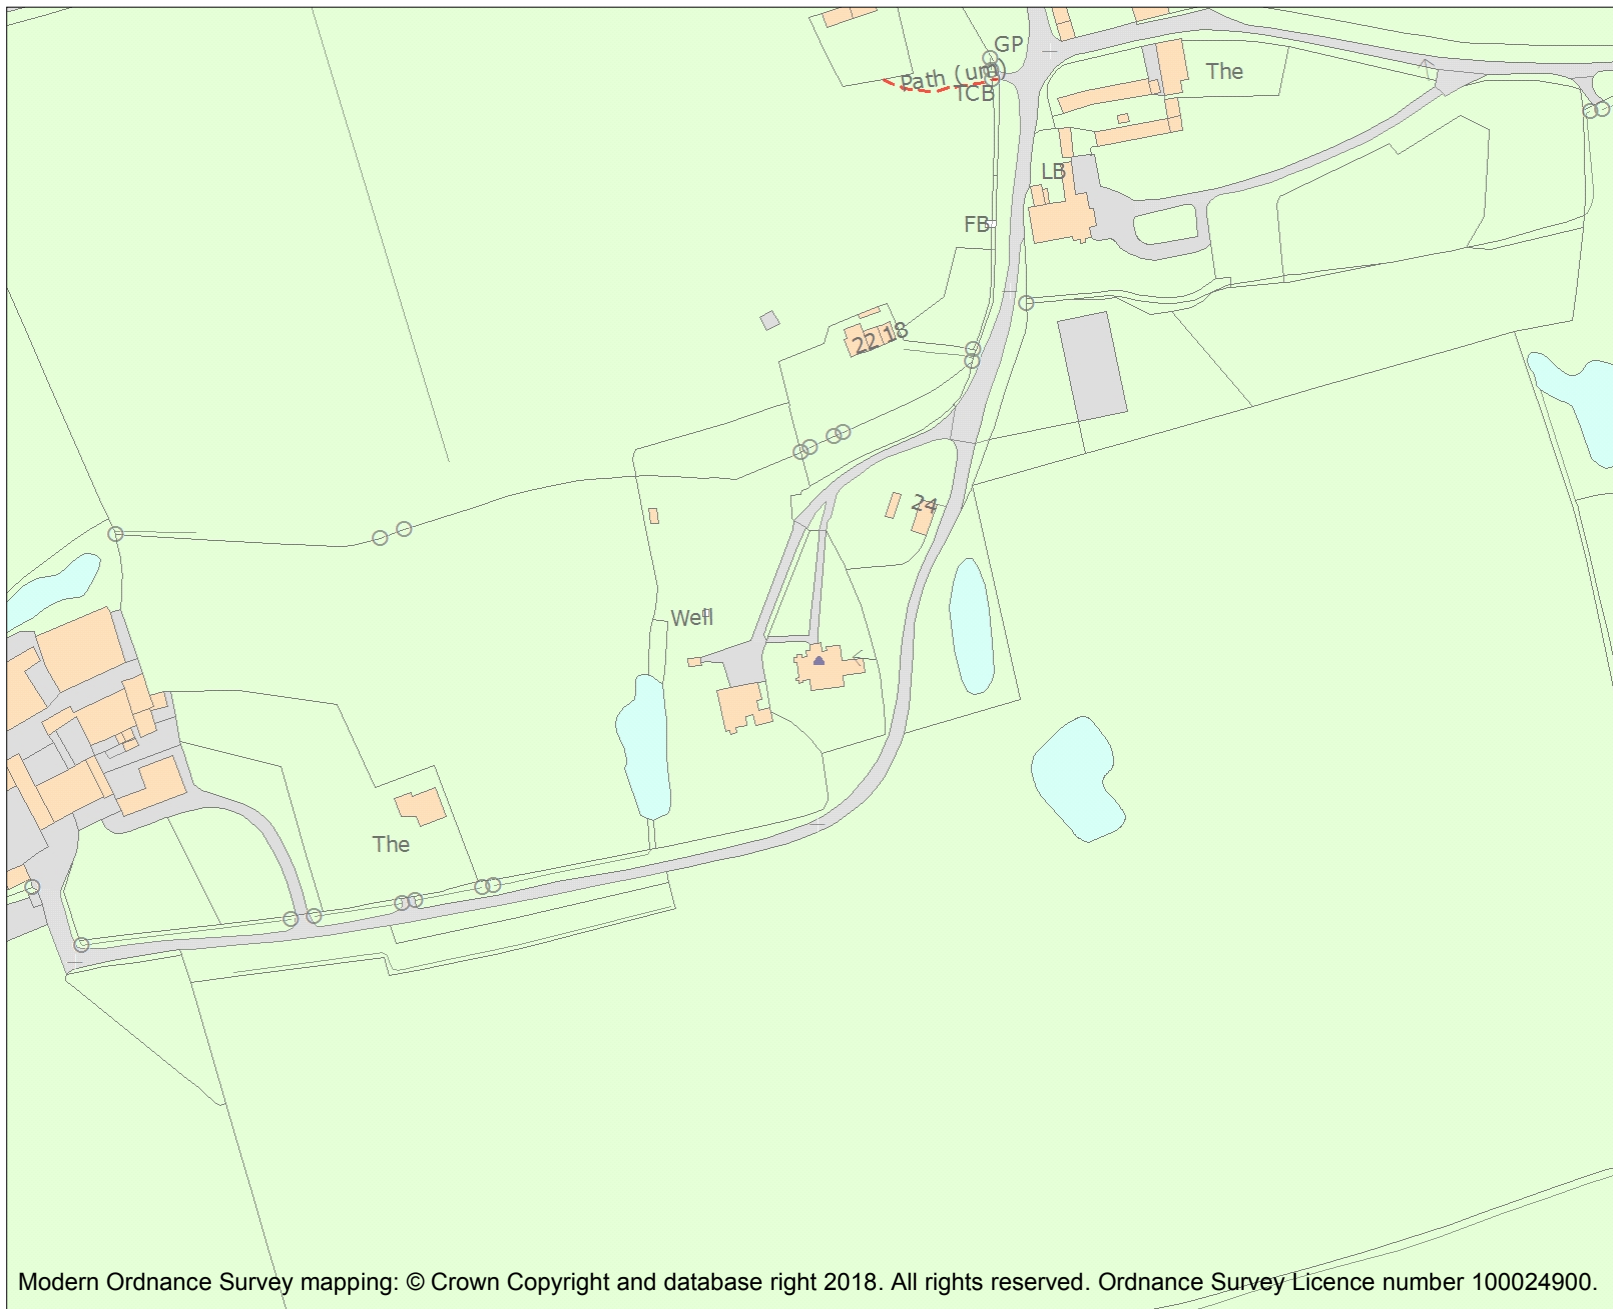 GP
Path (um)
TCB
The
LB
FB
22 18
24
Well
The
Modern Ordnance Survey mapping: © Crown Copyright and database right 2018. All rights reserved. Ordnance Survey Licence number 100024900.